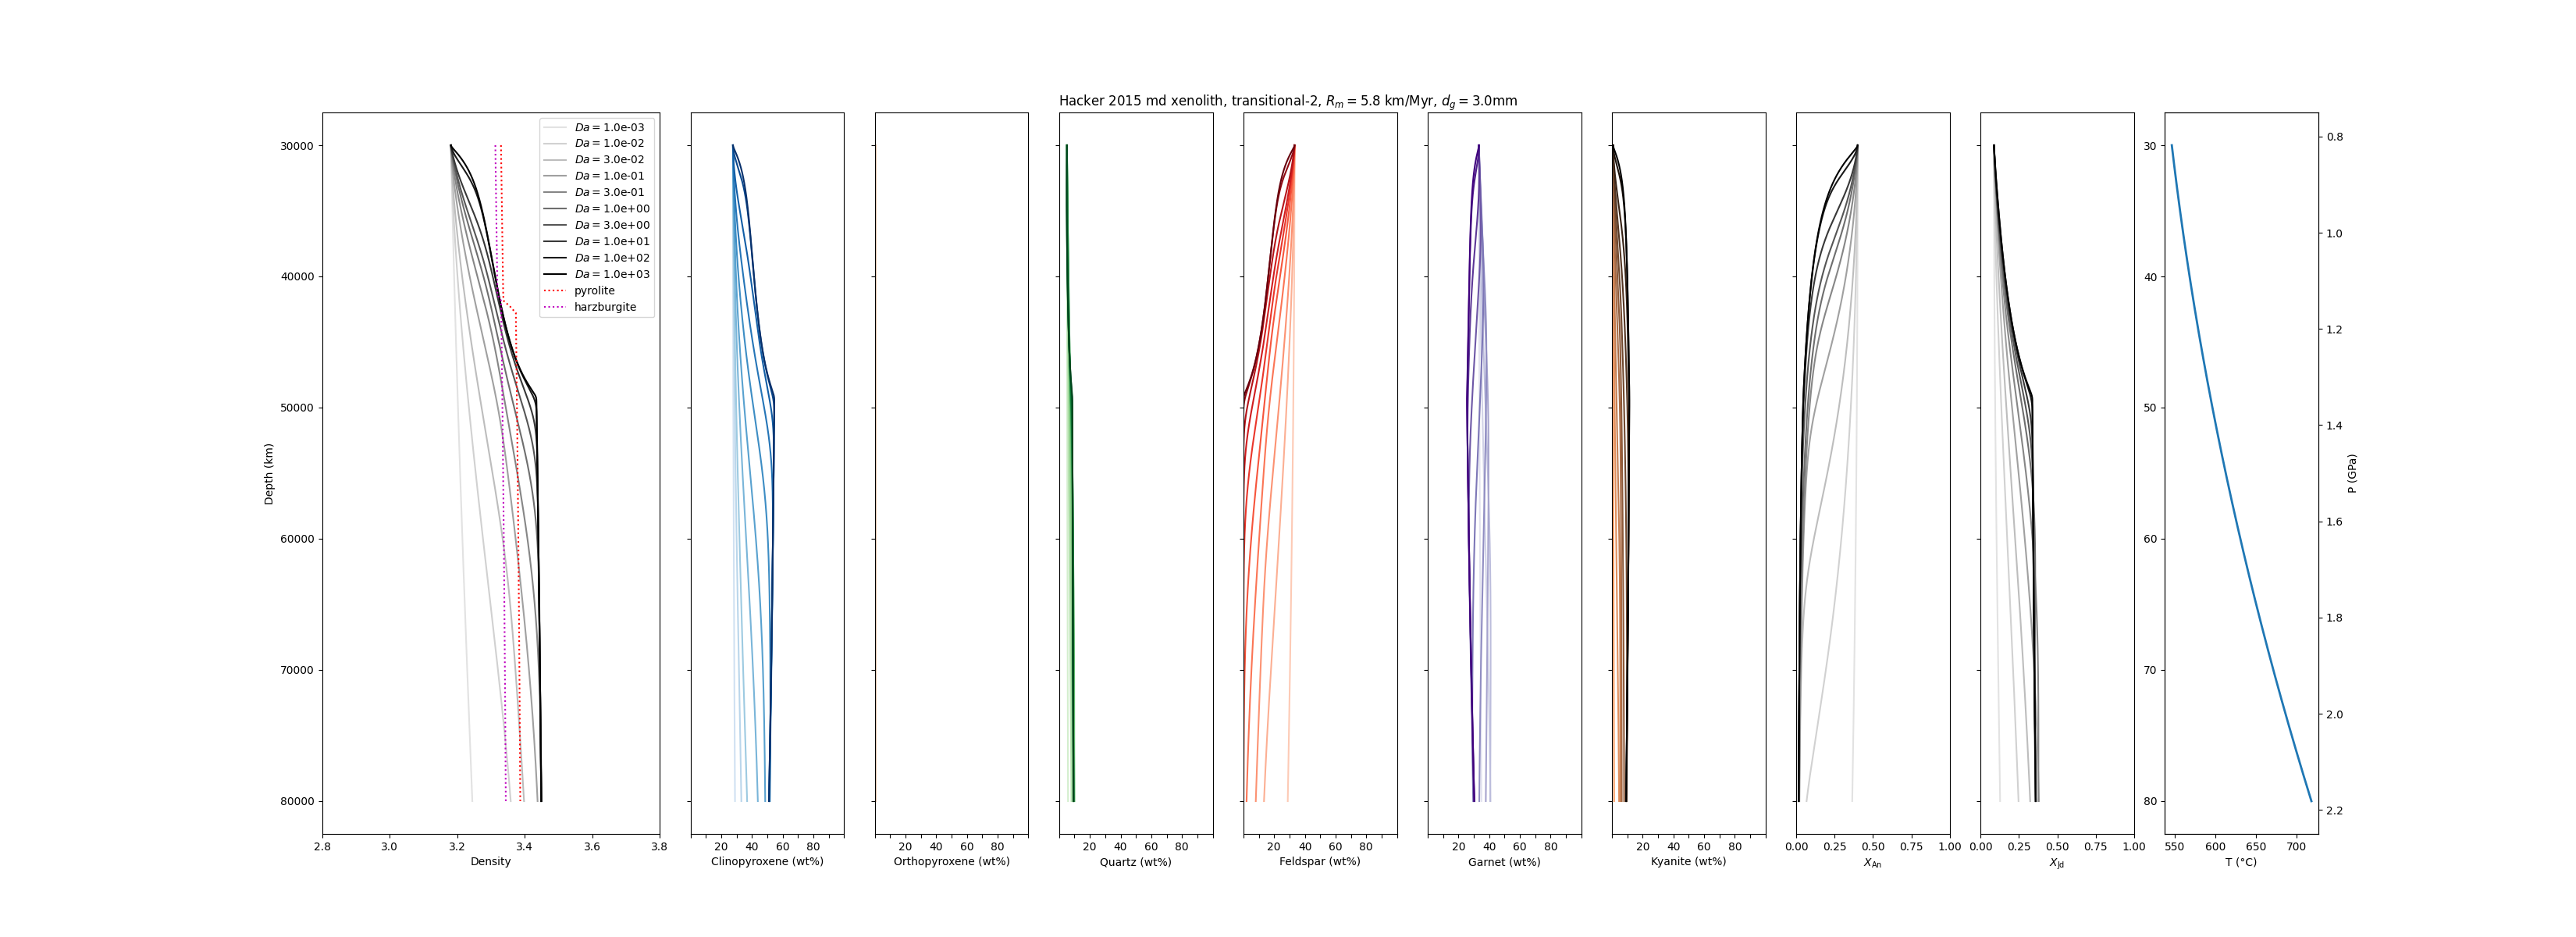 Hacker 2015 md xenolith, transitional-2, R_m = 5.8 km/Myr, d_g = 3.0mm
Da = 1.0e-03
Da = 1.0e-02
Da = 3.0e-02
Da = 1.0e-01
Da = 3.0e-01
Da = 1.0e+00
Da = 3.0e+00
Da = 1.0e+01
Da = 1.0e+02
Da = 1.0e+03
pyrolite
harzburgite
Depth (km)
30000
40000
50000
60000
70000
80000
2.8 3.0 3.2 3.4 3.6 3.8
Density
20 40 60 80
Clinopyroxene (wt%)
20 40 60 80
Orthopyroxene (wt%)
20 40 60 80
Quartz (wt%)
20 40 60 80
Feldspar (wt%)
20 40 60 80
Garnet (wt%)
20 40 60 80
Kyanite (wt%)
0.00 0.25 0.50 0.75 1.00
X_An
0.00 0.25 0.50 0.75 1.00
X_Jd
30
40
50
60
70
80
550 600 650 700
T (°C)
0.8
1.0
1.2
1.4
1.6
1.8
2.0
2.2
P (GPa)